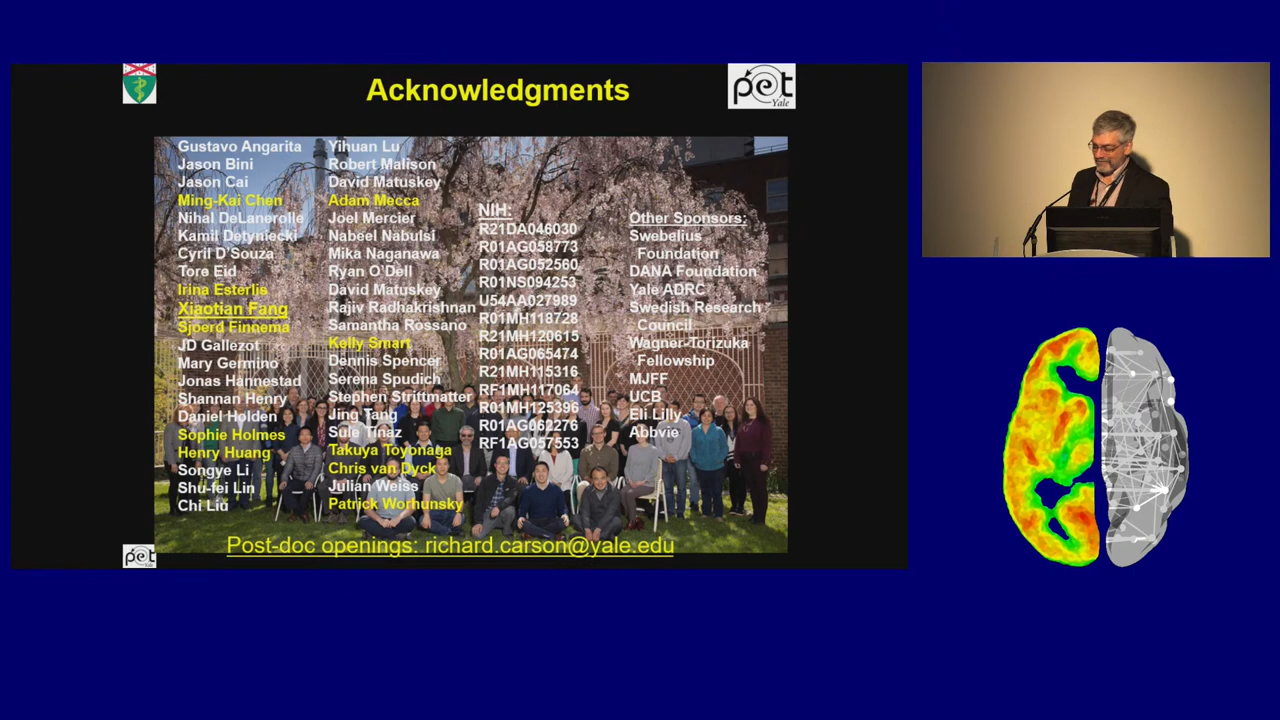 Acknowledgments
pet
Yale
Gustavo Angarita
Jason Bini
Jason Cai
Ming-Kai Chen
Nihal DeLanerolle
Kamil Detyniecki
Cyril D'Souza
Tore Eid
Irina Esterlis
Xiaotian Fang
Sjoerd Finnema
JD Gallezot
Mary Germino
Jonas Hannestad
Shannan Henry
Daniel Holden
Sophie Holmes
Henry Huang
Songye Li
Shu-fei Lin
Chi Liu
Yihuan Lu
Robert Malison
David Matuskey
Adam Mecca
Joel Mercier
Nabeel Nabulsi
Mika Naganawa
Ryan O'Dell
David Matuskey
Rajiv Radhakrishnan
Samantha Rossano
Kelly Smart
Dennis Spencer
Serena Spudich
Stephen Strittmatter
Jing Tang
Sule Tinaz
Takuya Toyonaga
Chris van Dyck
Julian Weiss
Patrick Worhunsky
NIH:
R21DA046030
R01AG058773
R01AG052560
R01NS094253
U54AA027989
R01MH118728
R21MH120615
R01AG065474
R21MH115316
RF1MH117064
R01MH125396
R01AG062276
RF1AG057553
Other Sponsors:
Swebelius
Foundation
DANA Foundation
Yale ADRC
Swedish Research
Council
Wagner-Torizuka
Fellowship
MJFF
UCB
Eli Lilly
Abbvie
Post-doc openings: richard.carson@yale.edu
pet
Yale